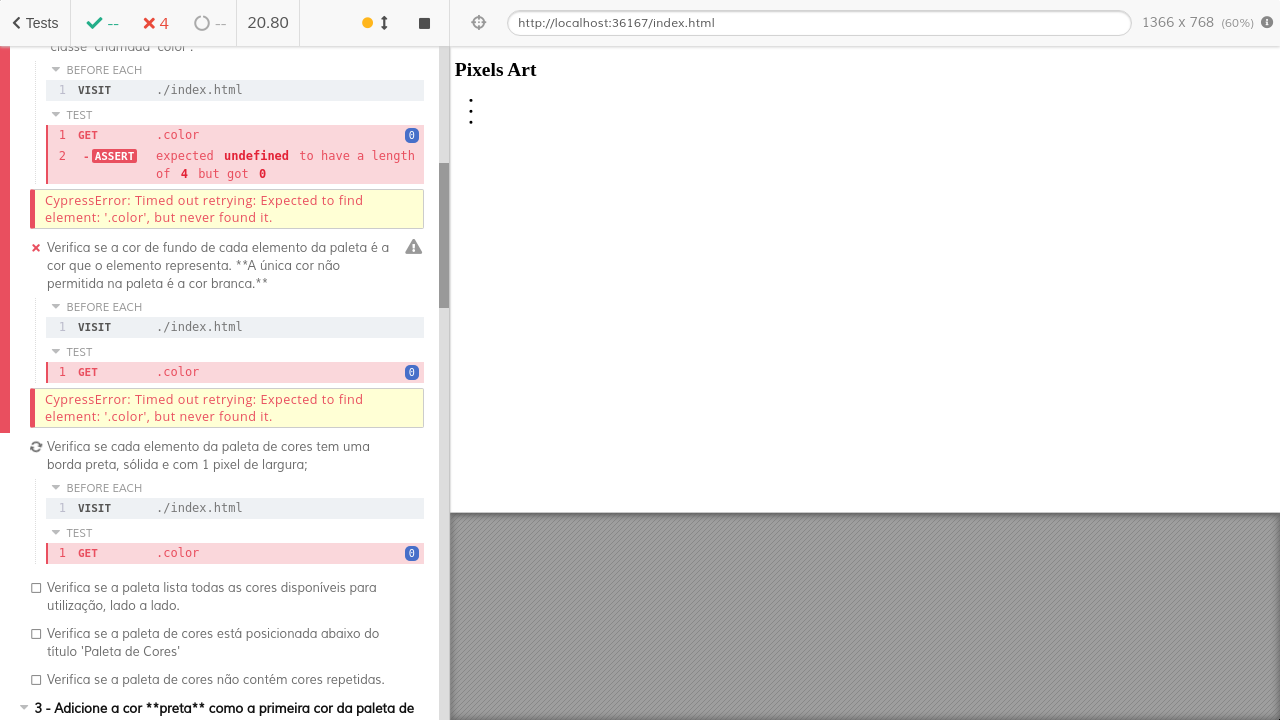 Tests
--
4
--
20.80
http://localhost:36167/index.html
1366 x 768 (60%)
classe chamada 'color'.
BEFORE EACH
1 VISIT ./index.html
TEST
1 GET .color 0
2 -ASSERT expected undefined to have a length
of 4 but got 0
CypressError: Timed out retrying: Expected to find
element: '.color', but never found it.
Verifica se a cor de fundo de cada elemento da paleta é a
cor que o elemento representa. **A única cor não
permitida na paleta é a cor branca.**
BEFORE EACH
1 VISIT ./index.html
TEST
1 GET .color 0
CypressError: Timed out retrying: Expected to find
element: '.color', but never found it.
Verifica se cada elemento da paleta de cores tem uma
borda preta, sólida e com 1 pixel de largura;
BEFORE EACH
1 VISIT ./index.html
TEST
1 GET .color 0
Verifica se a paleta lista todas as cores disponíveis para
utilização, lado a lado.
Verifica se a paleta de cores está posicionada abaixo do
título 'Paleta de Cores'
Verifica se a paleta de cores não contém cores repetidas.
3 - Adicione a cor **preta** como a primeira cor da paleta de
Pixels Art